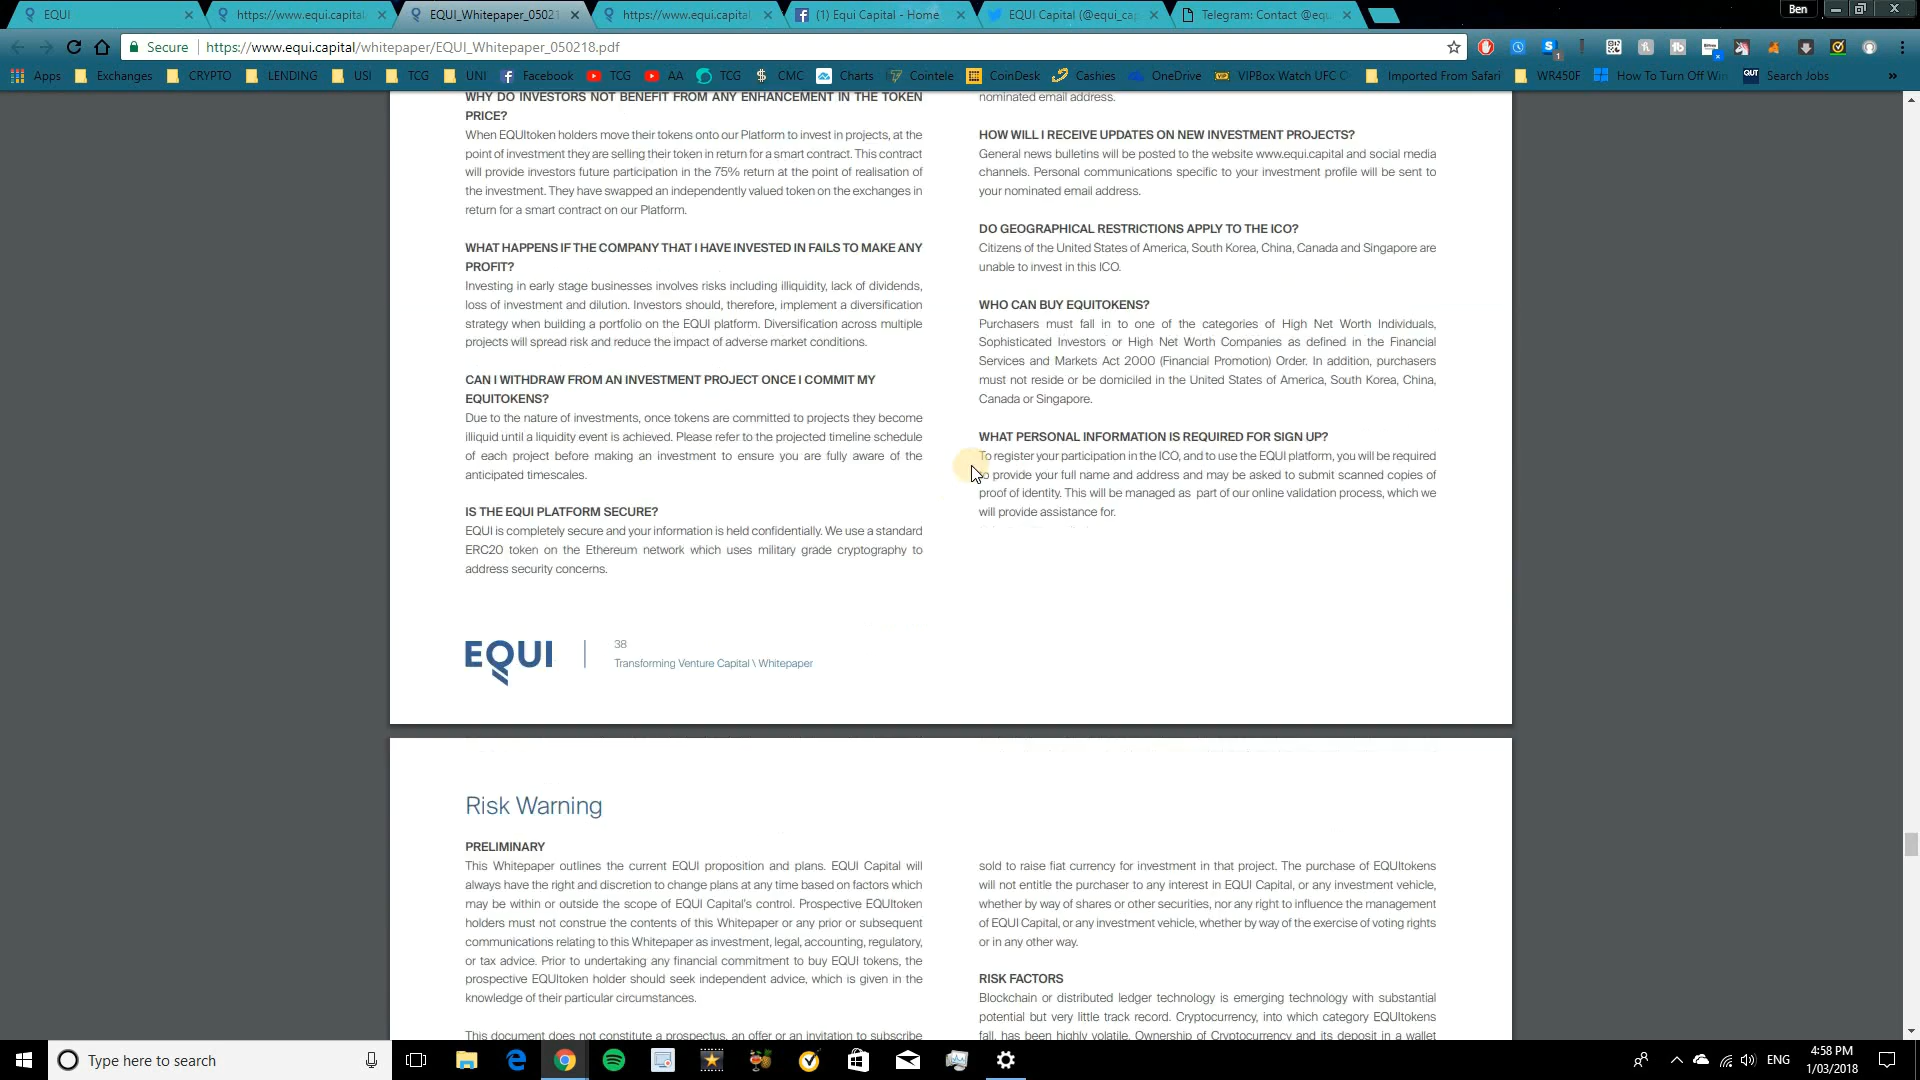 EQUI
https://www.equi.capital
EQUI_Whitepaper_05021
https://www.equi.capital
(1) Equi Capital - Home
EQUI Capital (@equi_cap
Telegram: Contact @equ
Ben
Secure
https://www.equi.capital/whitepaper/EQUI_Whitepaper_050218.pdf
Apps
Exchanges
CRYPTO
LENDING
USI
TCG
UNI
Facebook
TCG
AA
TCG
CMC
Charts
Cointele
CoinDesk
Cashies
OneDrive
VIPBox Watch UFC
Imported From Safari
WR450F
How To Turn Off Win
Search Jobs
WHY DO INVESTORS NOT BENEFIT FROM ANY ENHANCEMENT IN THE TOKEN
PRICE?
When EQUItoken holders move their tokens onto our Platform to invest in projects, at the
point of investment they are selling their token in return for a smart contract. This contract
will provide investors future participation in the 75% return at the point of realisation of
the investment. They have swapped an independently valued token on the exchanges in
return for a smart contract on our Platform.
WHAT HAPPENS IF THE COMPANY THAT I HAVE INVESTED IN FAILS TO MAKE ANY
PROFIT?
Investing in early stage businesses involves risks including illiquidity, lack of dividends,
loss of investment and dilution. Investors should, therefore, implement a diversification
strategy when building a portfolio on the EQUI platform. Diversification across multiple
projects will spread risk and reduce the impact of adverse market conditions.
CAN I WITHDRAW FROM AN INVESTMENT PROJECT ONCE I COMMIT MY
EQUITOKENS?
Due to the nature of investments, once tokens are committed to projects they become
illiquid until a liquidity event is achieved. Please refer to the projected timeline schedule
of each project before making an investment to ensure you are fully aware of the
anticipated timescales.
IS THE EQUI PLATFORM SECURE?
EQUI is completely secure and your information is held confidentially. We use a standard
ERC20 token on the Ethereum network which uses military grade cryptography to
address security concerns.
nominated email address.
HOW WILL I RECEIVE UPDATES ON NEW INVESTMENT PROJECTS?
General news bulletins will be posted to the website www.equi.capital and social media
channels. Personal communications specific to your investment profile will be sent to
your nominated email address.
DO GEOGRAPHICAL RESTRICTIONS APPLY TO THE ICO?
Citizens of the United States of America, South Korea, China, Canada and Singapore are
unable to invest in this ICO.
WHO CAN BUY EQUITOKENS?
Purchasers must fall in to one of the categories of High Net Worth Individuals,
Sophisticated Investors or High Net Worth Companies as defined in the Financial
Services and Markets Act 2000 (Financial Promotion) Order. In addition, purchasers
must not reside or be domiciled in the United States of America, South Korea, China,
Canada or Singapore.
WHAT PERSONAL INFORMATION IS REQUIRED FOR SIGN UP?
To register your participation in the ICO, and to use the EQUI platform, you will be required
to provide your full name and address and may be asked to submit scanned copies of
proof of identity. This will be managed as part of our online validation process, which we
will provide assistance for.
EQUI
38
Transforming Venture Capital \ Whitepaper
Risk Warning
PRELIMINARY
This Whitepaper outlines the current EQUI proposition and plans. EQUI Capital will
always have the right and discretion to change plans at any time based on factors which
may be within or outside the scope of EQUI Capital's control. Prospective EQUItoken
holders must not construe the contents of this Whitepaper or any prior or subsequent
communications relating to this Whitepaper as investment, legal, accounting, regulatory,
or tax advice. Prior to undertaking any financial commitment to buy EQUI tokens, the
prospective EQUItoken holder should seek independent advice, which is given in the
knowledge of their particular circumstances.
This document does not constitute a prospectus, an offer or an invitation to subscribe
sold to raise fiat currency for investment in that project. The purchase of EQUItokens
will not entitle the purchaser to any interest in EQUI Capital, or any investment vehicle,
whether by way of shares or other securities, nor any right to influence the management
of EQUI Capital, or any investment vehicle, whether by way of the exercise of voting rights
or in any other way.
RISK FACTORS
Blockchain or distributed ledger technology is emerging technology with substantial
potential but very little track record. Cryptocurrency, into which category EQUItokens
fall, has been highly volatile. Ownership of Cryptocurrency and its deposit in a wallet
Type here to search
ENG
4:58 PM
1/03/2018